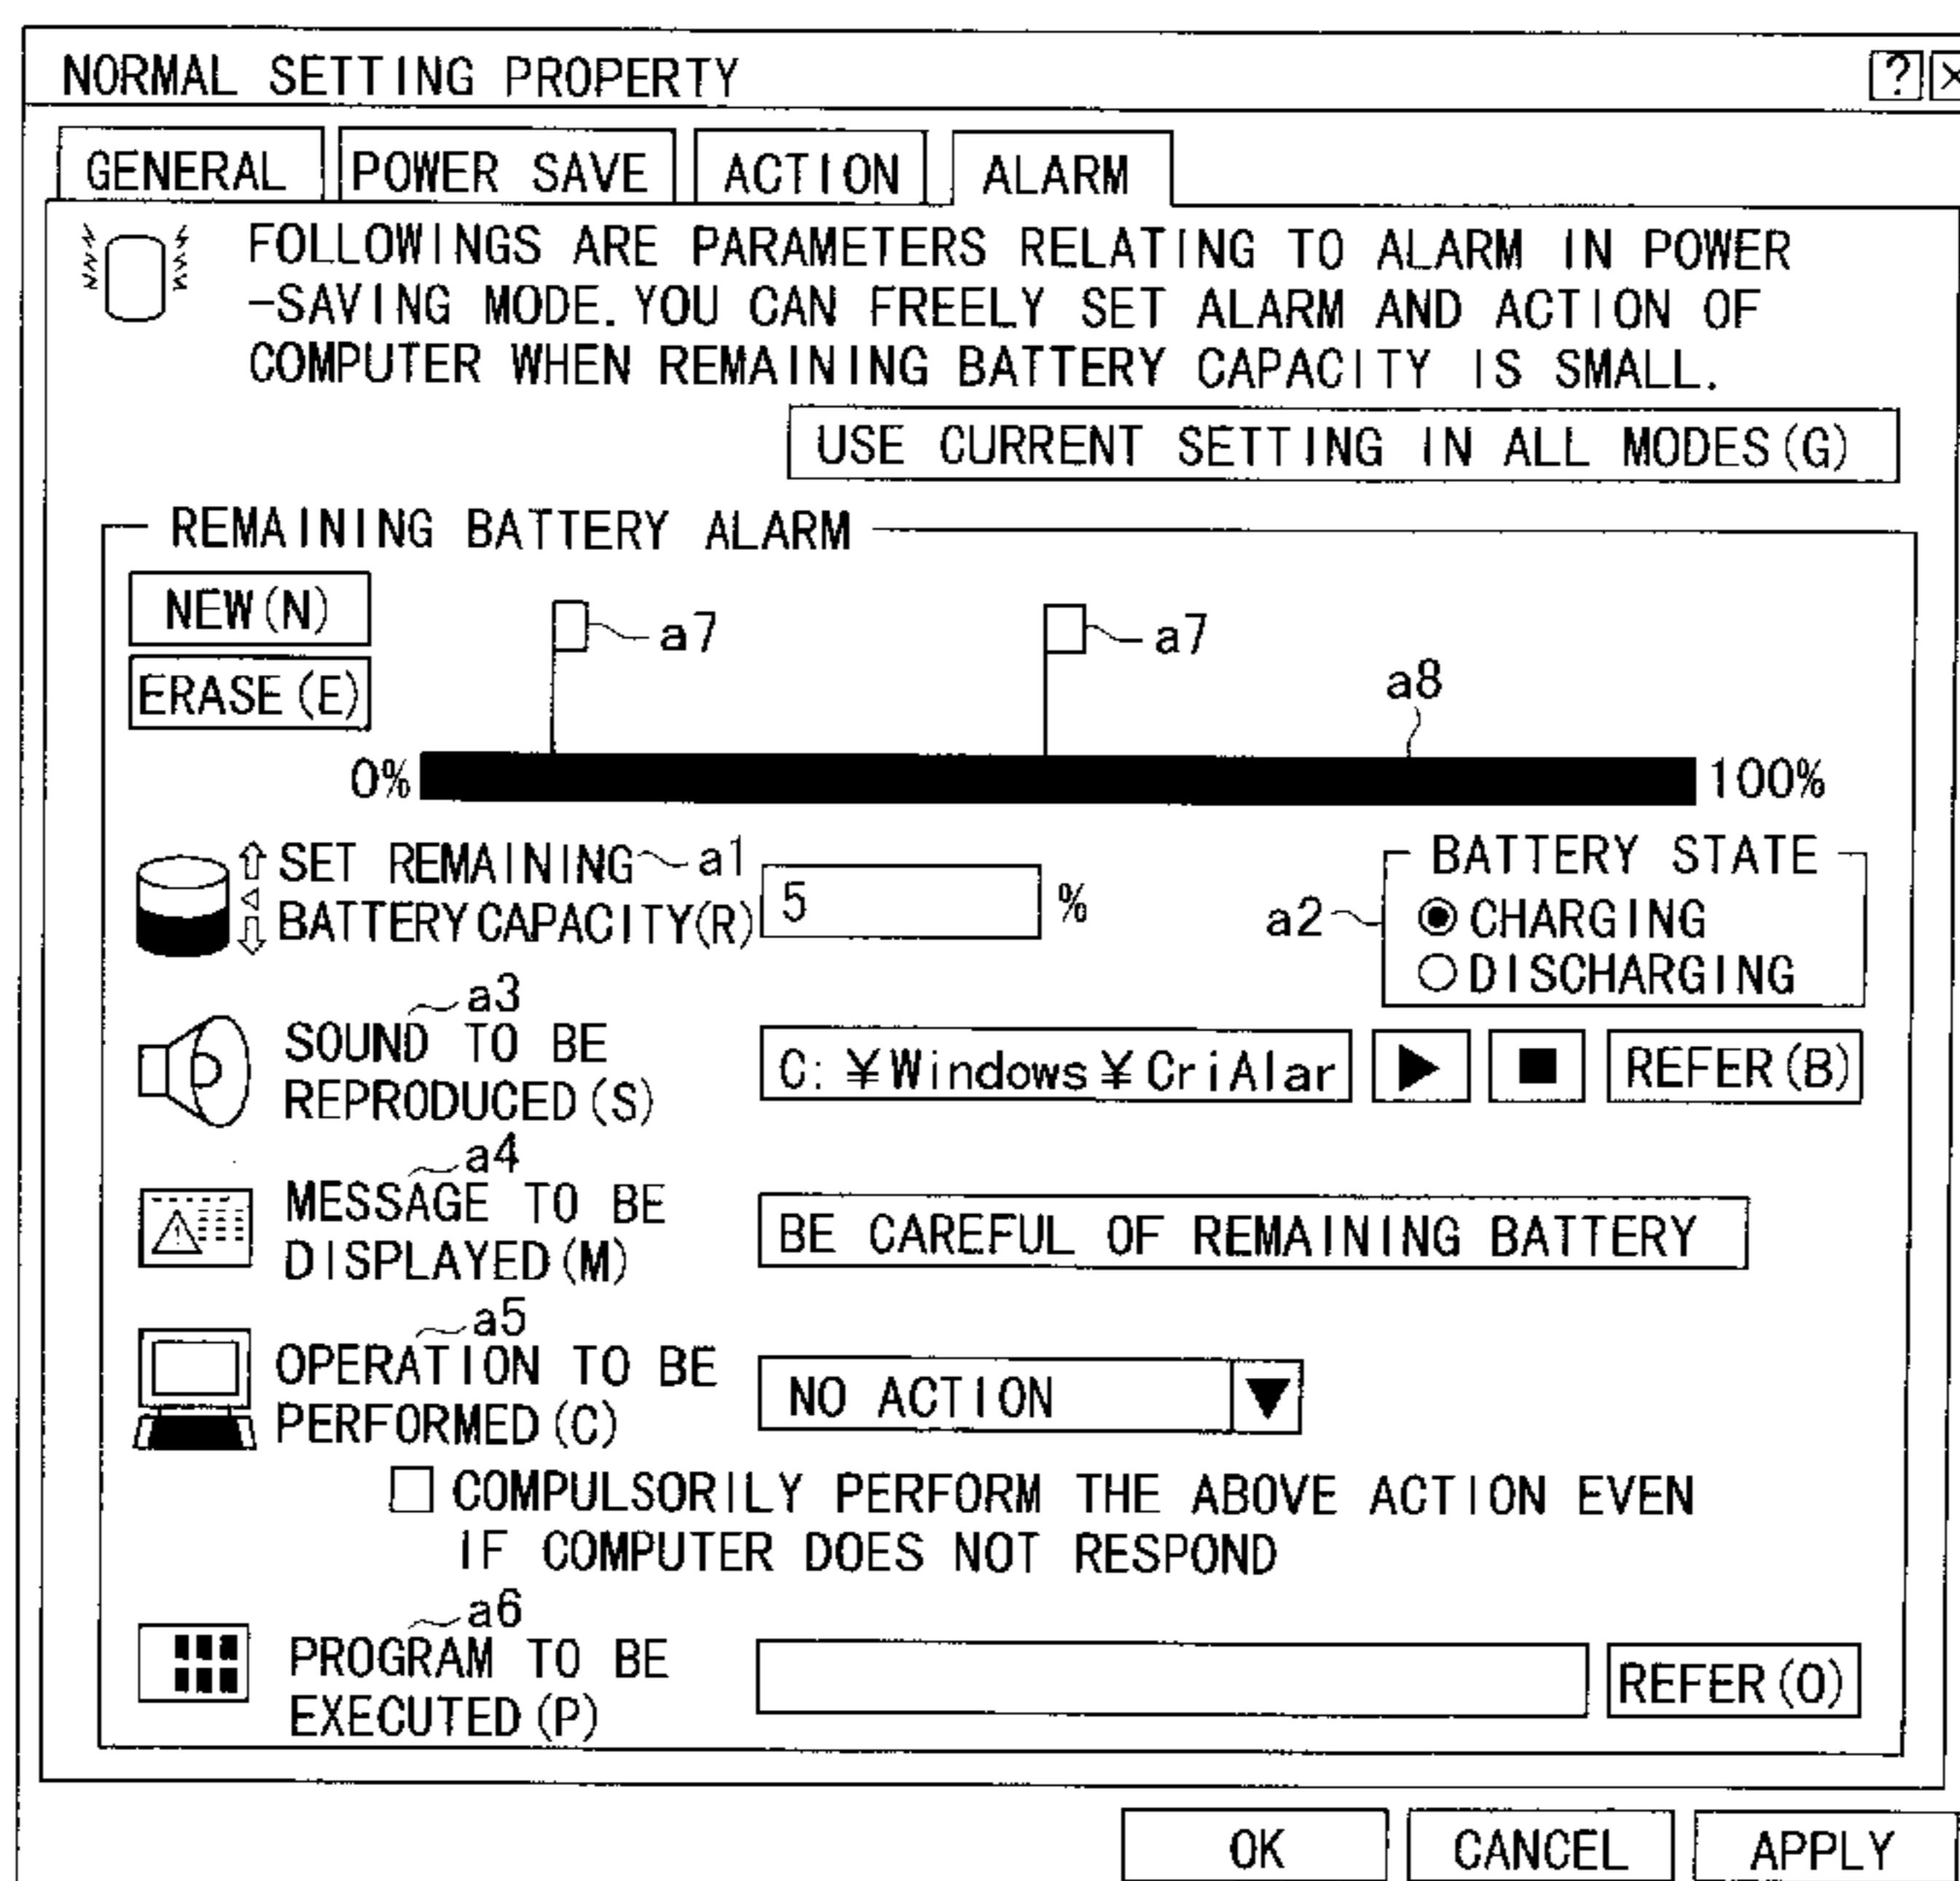 NORMAL SETTING PROPERTY ? ×
GENERAL POWER SAVE ACTION ALARM
FOLLOWINGS ARE PARAMETERS RELATING TO ALARM IN POWER
-SAVING MODE. YOU CAN FREELY SET ALARM AND ACTION OF
COMPUTER WHEN REMAINING BATTERY CAPACITY IS SMALL.
USE CURRENT SETTING IN ALL MODES(G)
REMAINING BATTERY ALARM
NEW(N)
a7 a7
ERASE(E)
a8
0% 100%
SET REMAINING a1
BATTERY CAPACITY(R) 5 %
BATTERY STATE
a2 CHARGING
DISCHARGING
a3
SOUND TO BE
REPRODUCED(S)
C:¥Windows¥CriAlar REFER(B)
a4
MESSAGE TO BE
DISPLAYED(M)
BE CAREFUL OF REMAINING BATTERY
a5
OPERATION TO BE
PERFORMED(C)
NO ACTION
COMPULSORILY PERFORM THE ABOVE ACTION EVEN
IF COMPUTER DOES NOT RESPOND
a6
PROGRAM TO BE
EXECUTED(P)
REFER(O)
OK CANCEL APPLY